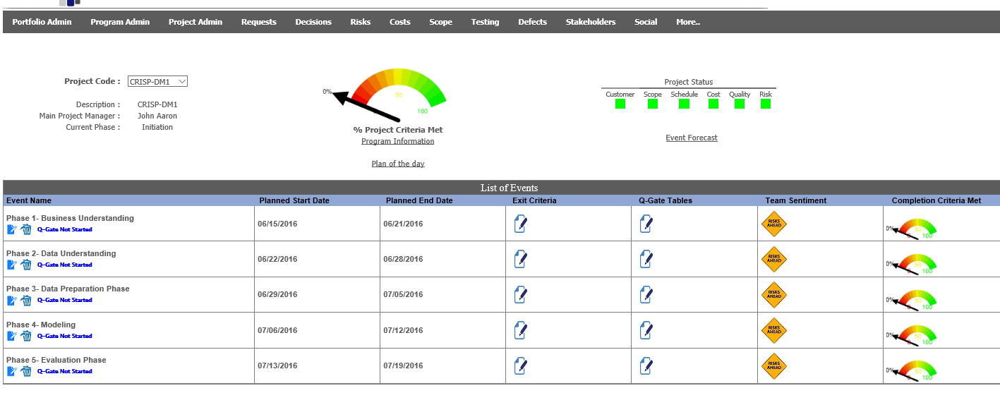 Portfolio Admin Program Admin Project Admin Requests Decisions Risks Costs Scope Testing Defects Stakeholders Social More..
Project Code : CRISP-DM1
Description : CRISP-DM1
Main Project Manager : John Aaron
Current Phase : Initiation
0%
0 50 100
% Project Criteria Met
Program Information
Plan of the day
Project Status
Customer Scope Schedule Cost Quality Risk
Event Forecast
List of Events
Event Name Planned Start Date Planned End Date Exit Criteria Q-Gate Tables Team Sentiment Completion Criteria Met
Phase 1- Business Understanding
Q-Gate Not Started
06/15/2016 06/21/2016
RISKS
AHEAD
0% 0 50 100
Phase 2- Data Understanding
Q-Gate Not Started
06/22/2016 06/28/2016
RISKS
AHEAD
0% 0 50 100
Phase 3- Data Preparation Phase
Q-Gate Not Started
06/29/2016 07/05/2016
RISKS
AHEAD
0% 0 50 100
Phase 4- Modeling
Q-Gate Not Started
07/06/2016 07/12/2016
RISKS
AHEAD
0% 0 50 100
Phase 5- Evaluation Phase
Q-Gate Not Started
07/13/2016 07/19/2016
RISKS
AHEAD
0% 0 50 100